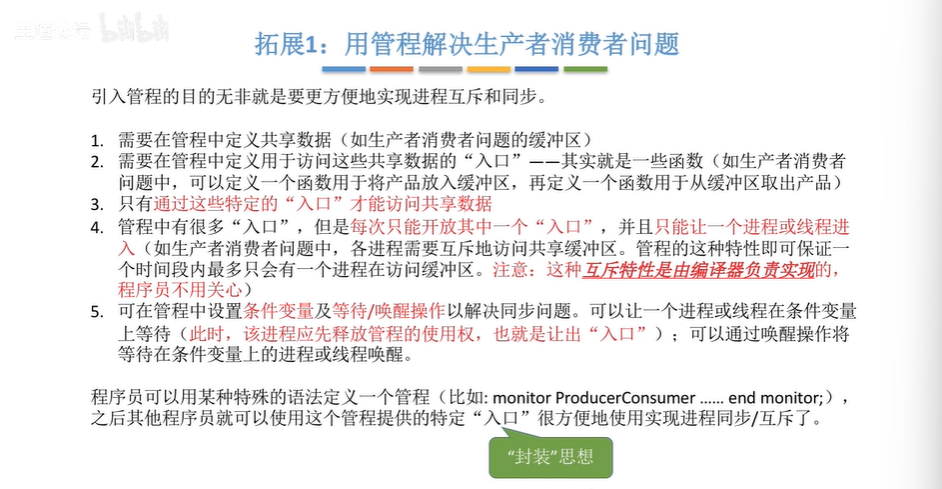 bilibili
拓展1：用管程解决生产者消费者问题
引入管程的目的无非就是要更方便地实现进程互斥和同步。
1. 需要在管程中定义共享数据（如生产者消费者问题的缓冲区）
2. 需要在管程中定义用于访问这些共享数据的“入口”——其实就是一些函数（如生产者消费者
问题中，可以定义一个函数用于将产品放入缓冲区，再定义一个函数用于从缓冲区取出产品）
3. 只有通过这些特定的“入口”才能访问共享数据
4. 管程中有很多“入口”，但是每次只能开放其中一个“入口”，并且只能让一个进程或线程进
入（如生产者消费者问题中，各进程需要互斥地访问共享缓冲区。管程的这种特性即可保证一
个时间段内最多只会有一个进程在访问缓冲区。注意：这种互斥特性是由编译器负责实现的，
程序员不用关心）
5. 可在管程中设置条件变量及等待/唤醒操作以解决同步问题。可以让一个进程或线程在条件变量
上等待（此时，该进程应先释放管程的使用权，也就是让出“入口”）；可以通过唤醒操作将
等待在条件变量上的进程或线程唤醒。
程序员可以用某种特殊的语法定义一个管程（比如: monitor ProducerConsumer …… end monitor;），
之后其他程序员就可以使用这个管程提供的特定“入口”很方便地使用实现进程同步/互斥了。
“封装”思想